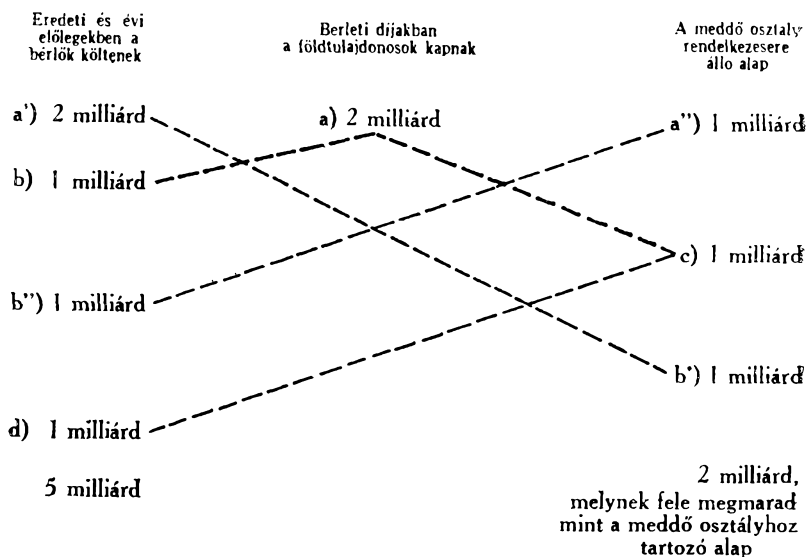 Eredeti és évi
előlegekben a
bérlők költenek
Berleti díjakban
a földtulajdonosok kapnak
A meddő osztaly
rendelkezesere
álló alap
a') 2 milliárd
a) 2 milliárd
a'') 1 milliárd
b) 1 milliárd
c) 1 milliárd
b'') 1 milliárd
b') 1 milliárd
d) 1 milliárd
5 milliárd
2 milliárd,
melynek fele megmarad
mint a meddő osztályhoz
tartozó alap